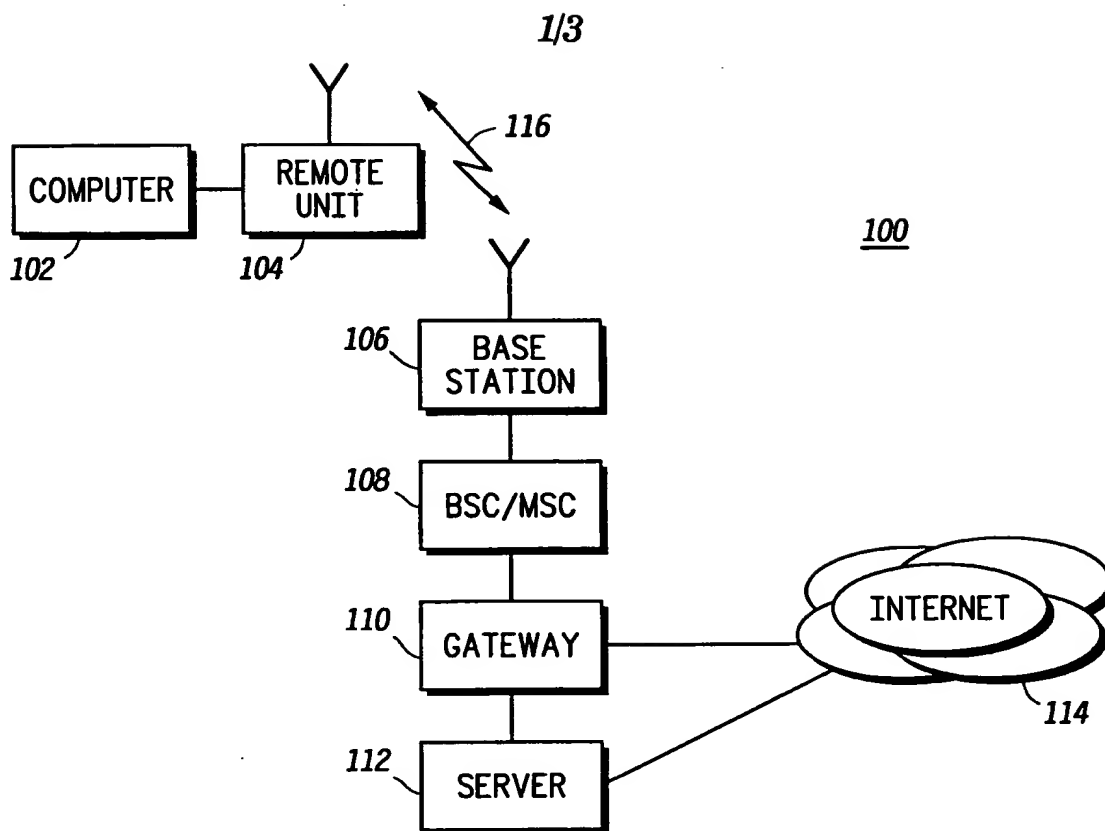 1/3
116
COMPUTER
REMOTE
UNIT
102
104
100
106
BASE
STATION
108
BSC/MSC
110
GATEWAY
INTERNET
114
112
SERVER